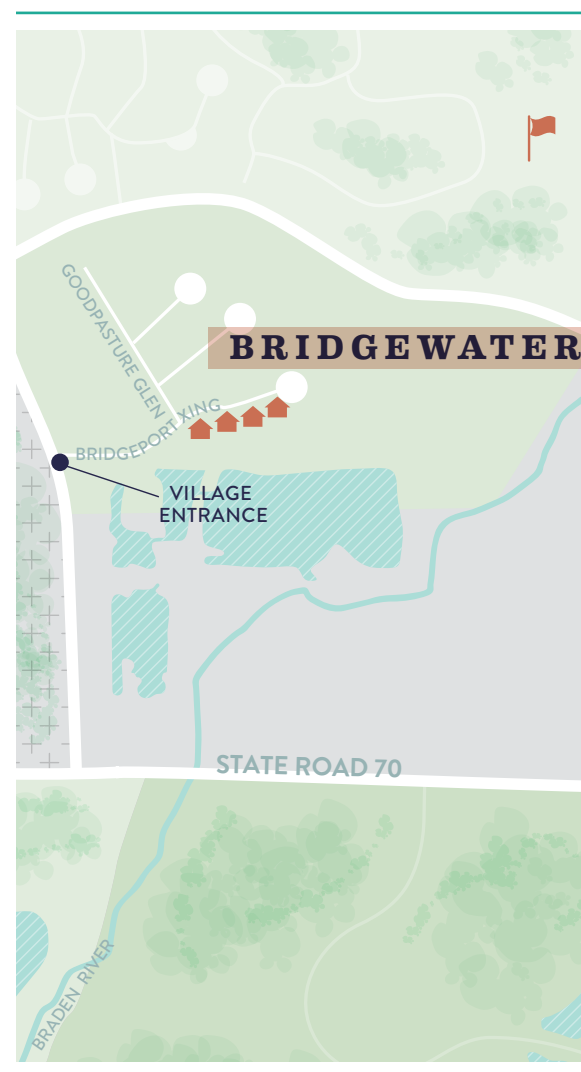 GOODPASTURE GLEN
BRIDGEWATER
BRIDGEPORT XING
VILLAGE
ENTRANCE
STATE ROAD 70
BRADEN RIVER